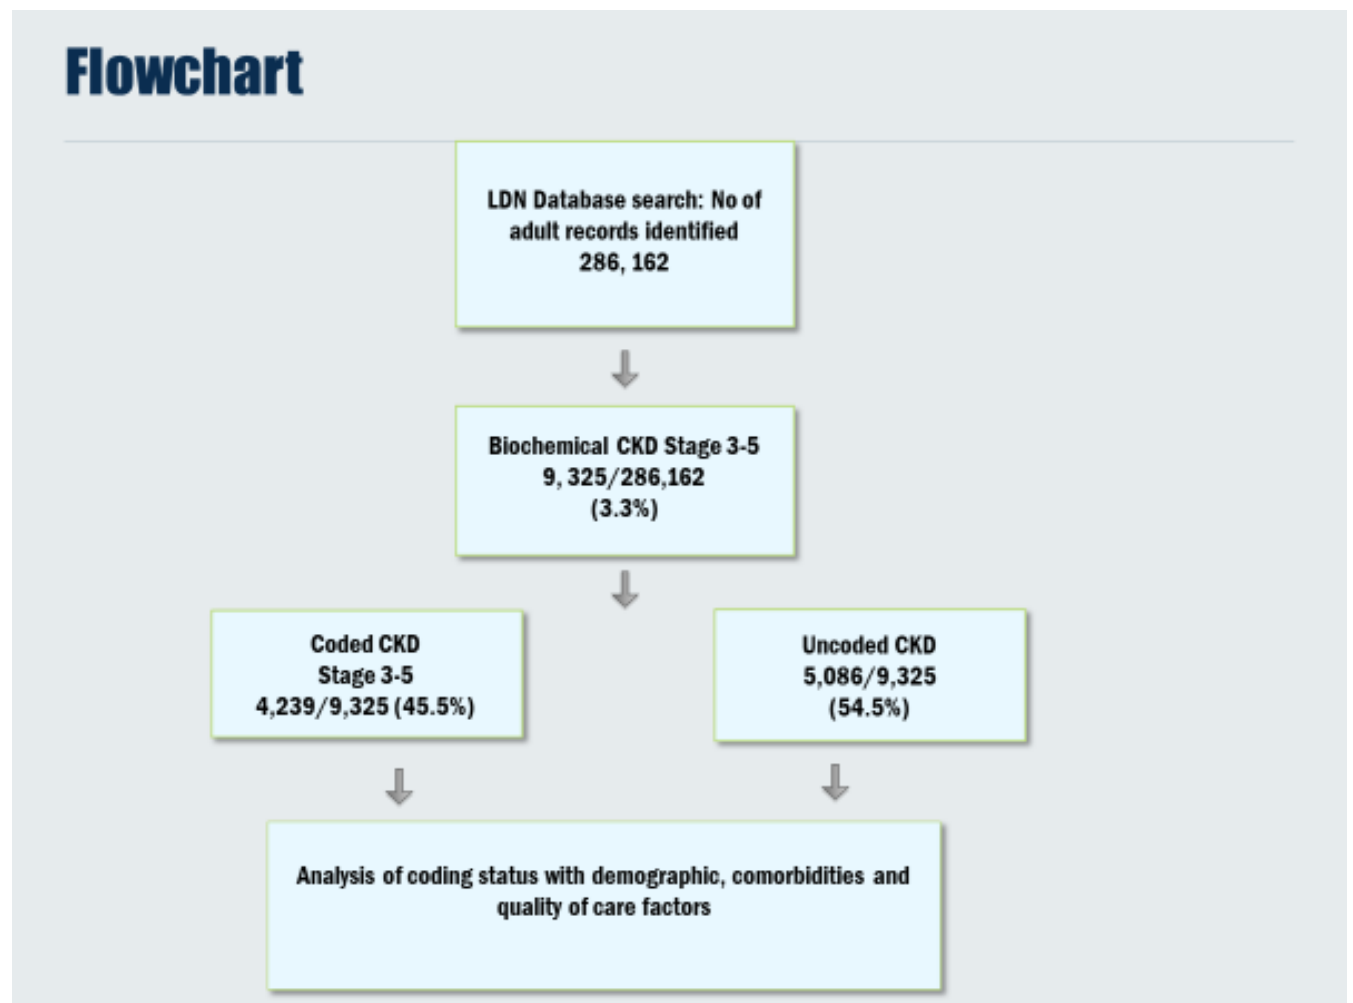 Flowchart
LDN Database search: No of
adult records identified
286, 162
Biochemical CKD Stage 3-5
9, 325/286,162
(3.3%)
Coded CKD
Stage 3-5
4,239/9,325 (45.5%)
Uncoded CKD
5,086/9,325
(54.5%)
Analysis of coding status with demographic, comorbidities and
quality of care factors